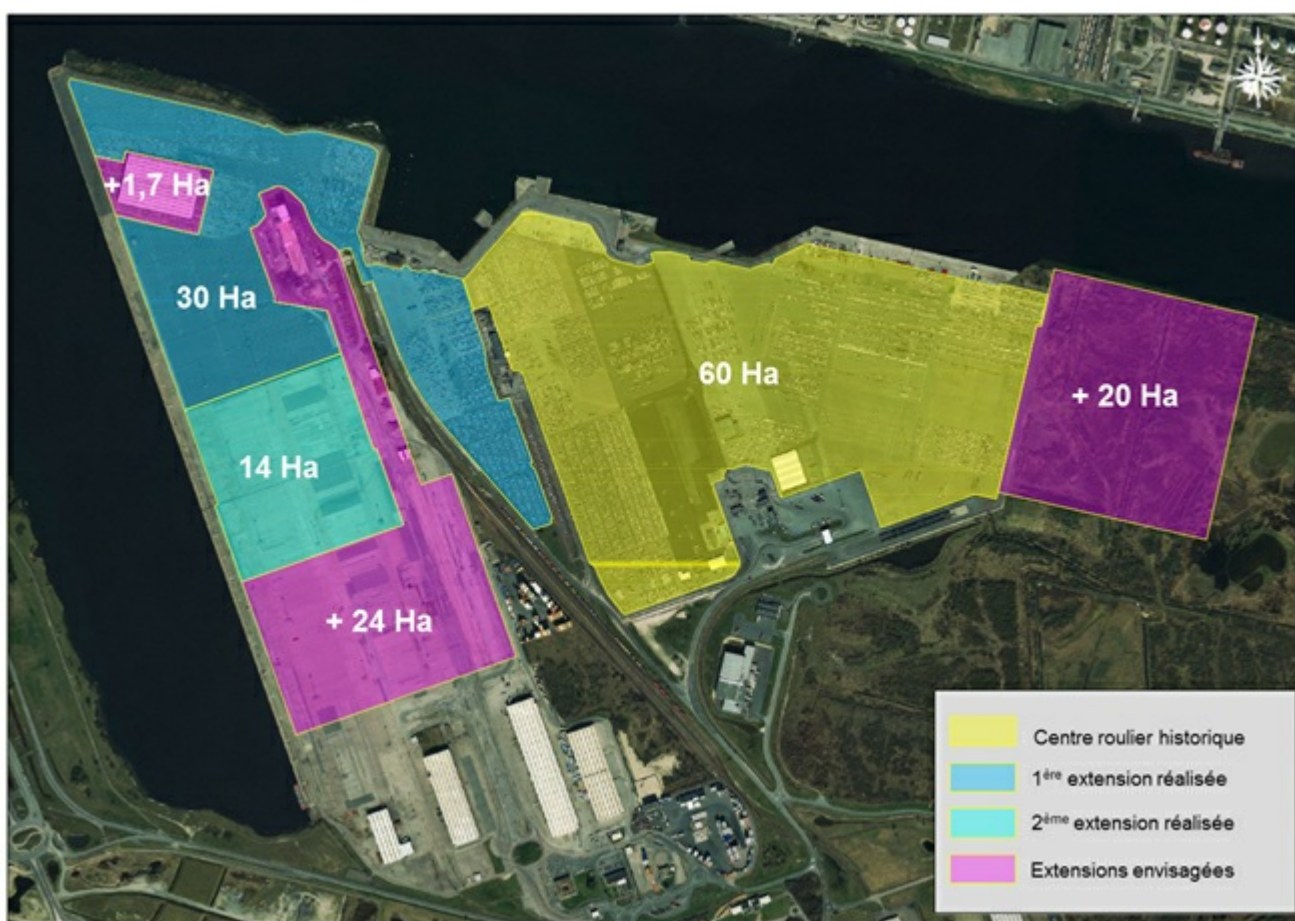 +1,7 Ha
30 Ha
60 Ha
+ 20 Ha
14 Ha
+ 24 Ha
Centre roulier historique
1ère extension réalisée
2ème extension réalisée
Extensions envisagées